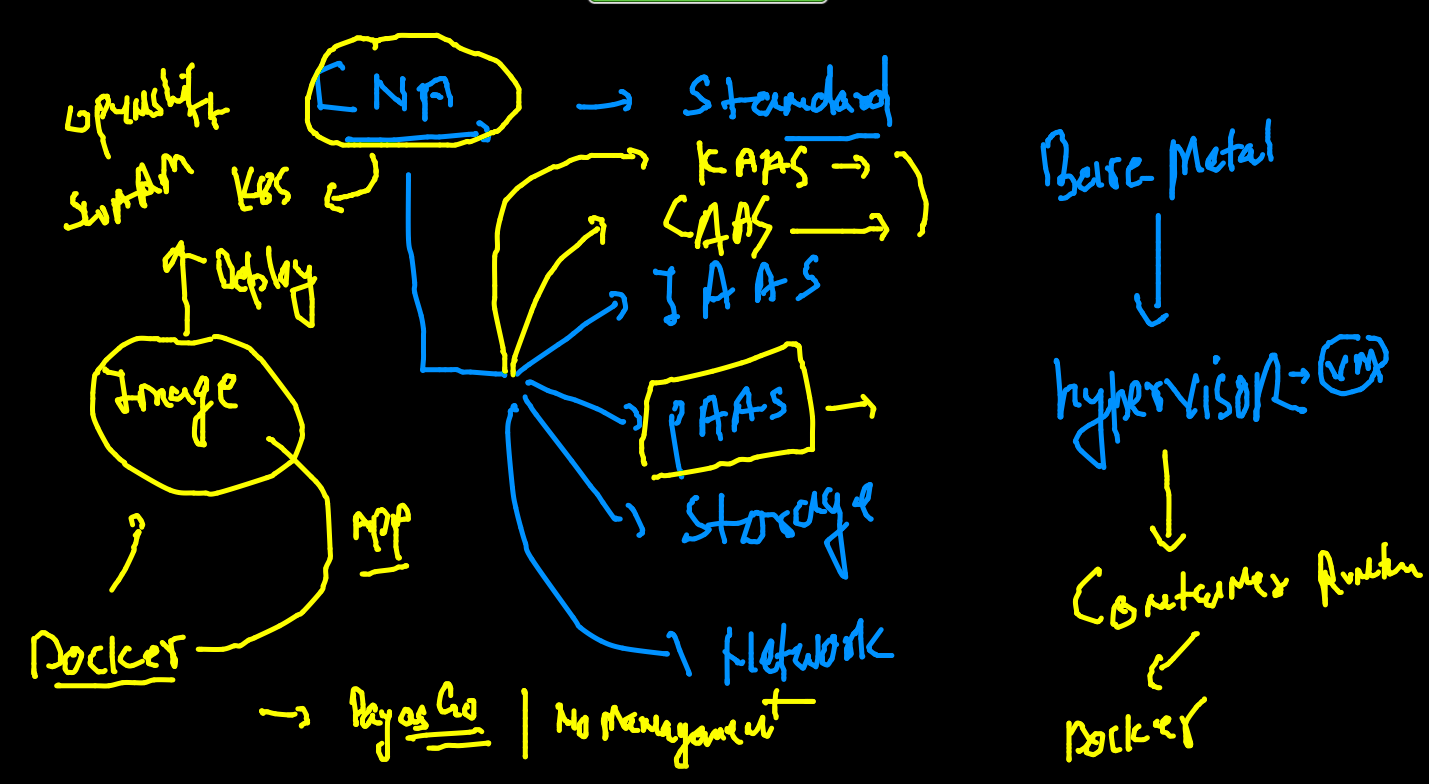 CNA
Standard
openshift
SWARM
K8S
KAAS
CAAS
IAAS
Deploy
Image
PAAS
Storage
APP
Docker
Network
Pay as Go
No Management
Bare Metal
hypervisor
VM
Container
Docker